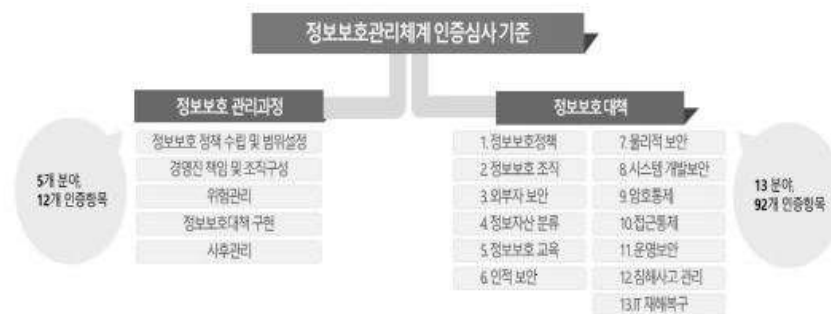 정보보호관리체계 인증심사 기준
정보보호 관리과정
정보보호 정책 수립 및 범위설정
경영진 책임 및 조직구성
위험관리
정보보호대책 구현
사후관리
5개 분야,
12개 인증항목
정보보호 대책
1. 정보보호정책
2. 정보보호 조직
3. 외부자 보안
4. 정보자산 분류
5. 정보보호 교육
6. 인적 보안
7. 물리적 보안
8. 시스템 개발보안
9. 암호통제
10. 접근통제
11. 운영보안
12. 침해사고 관리
13. IT 재해복구
13 분야,
92개 인증항목